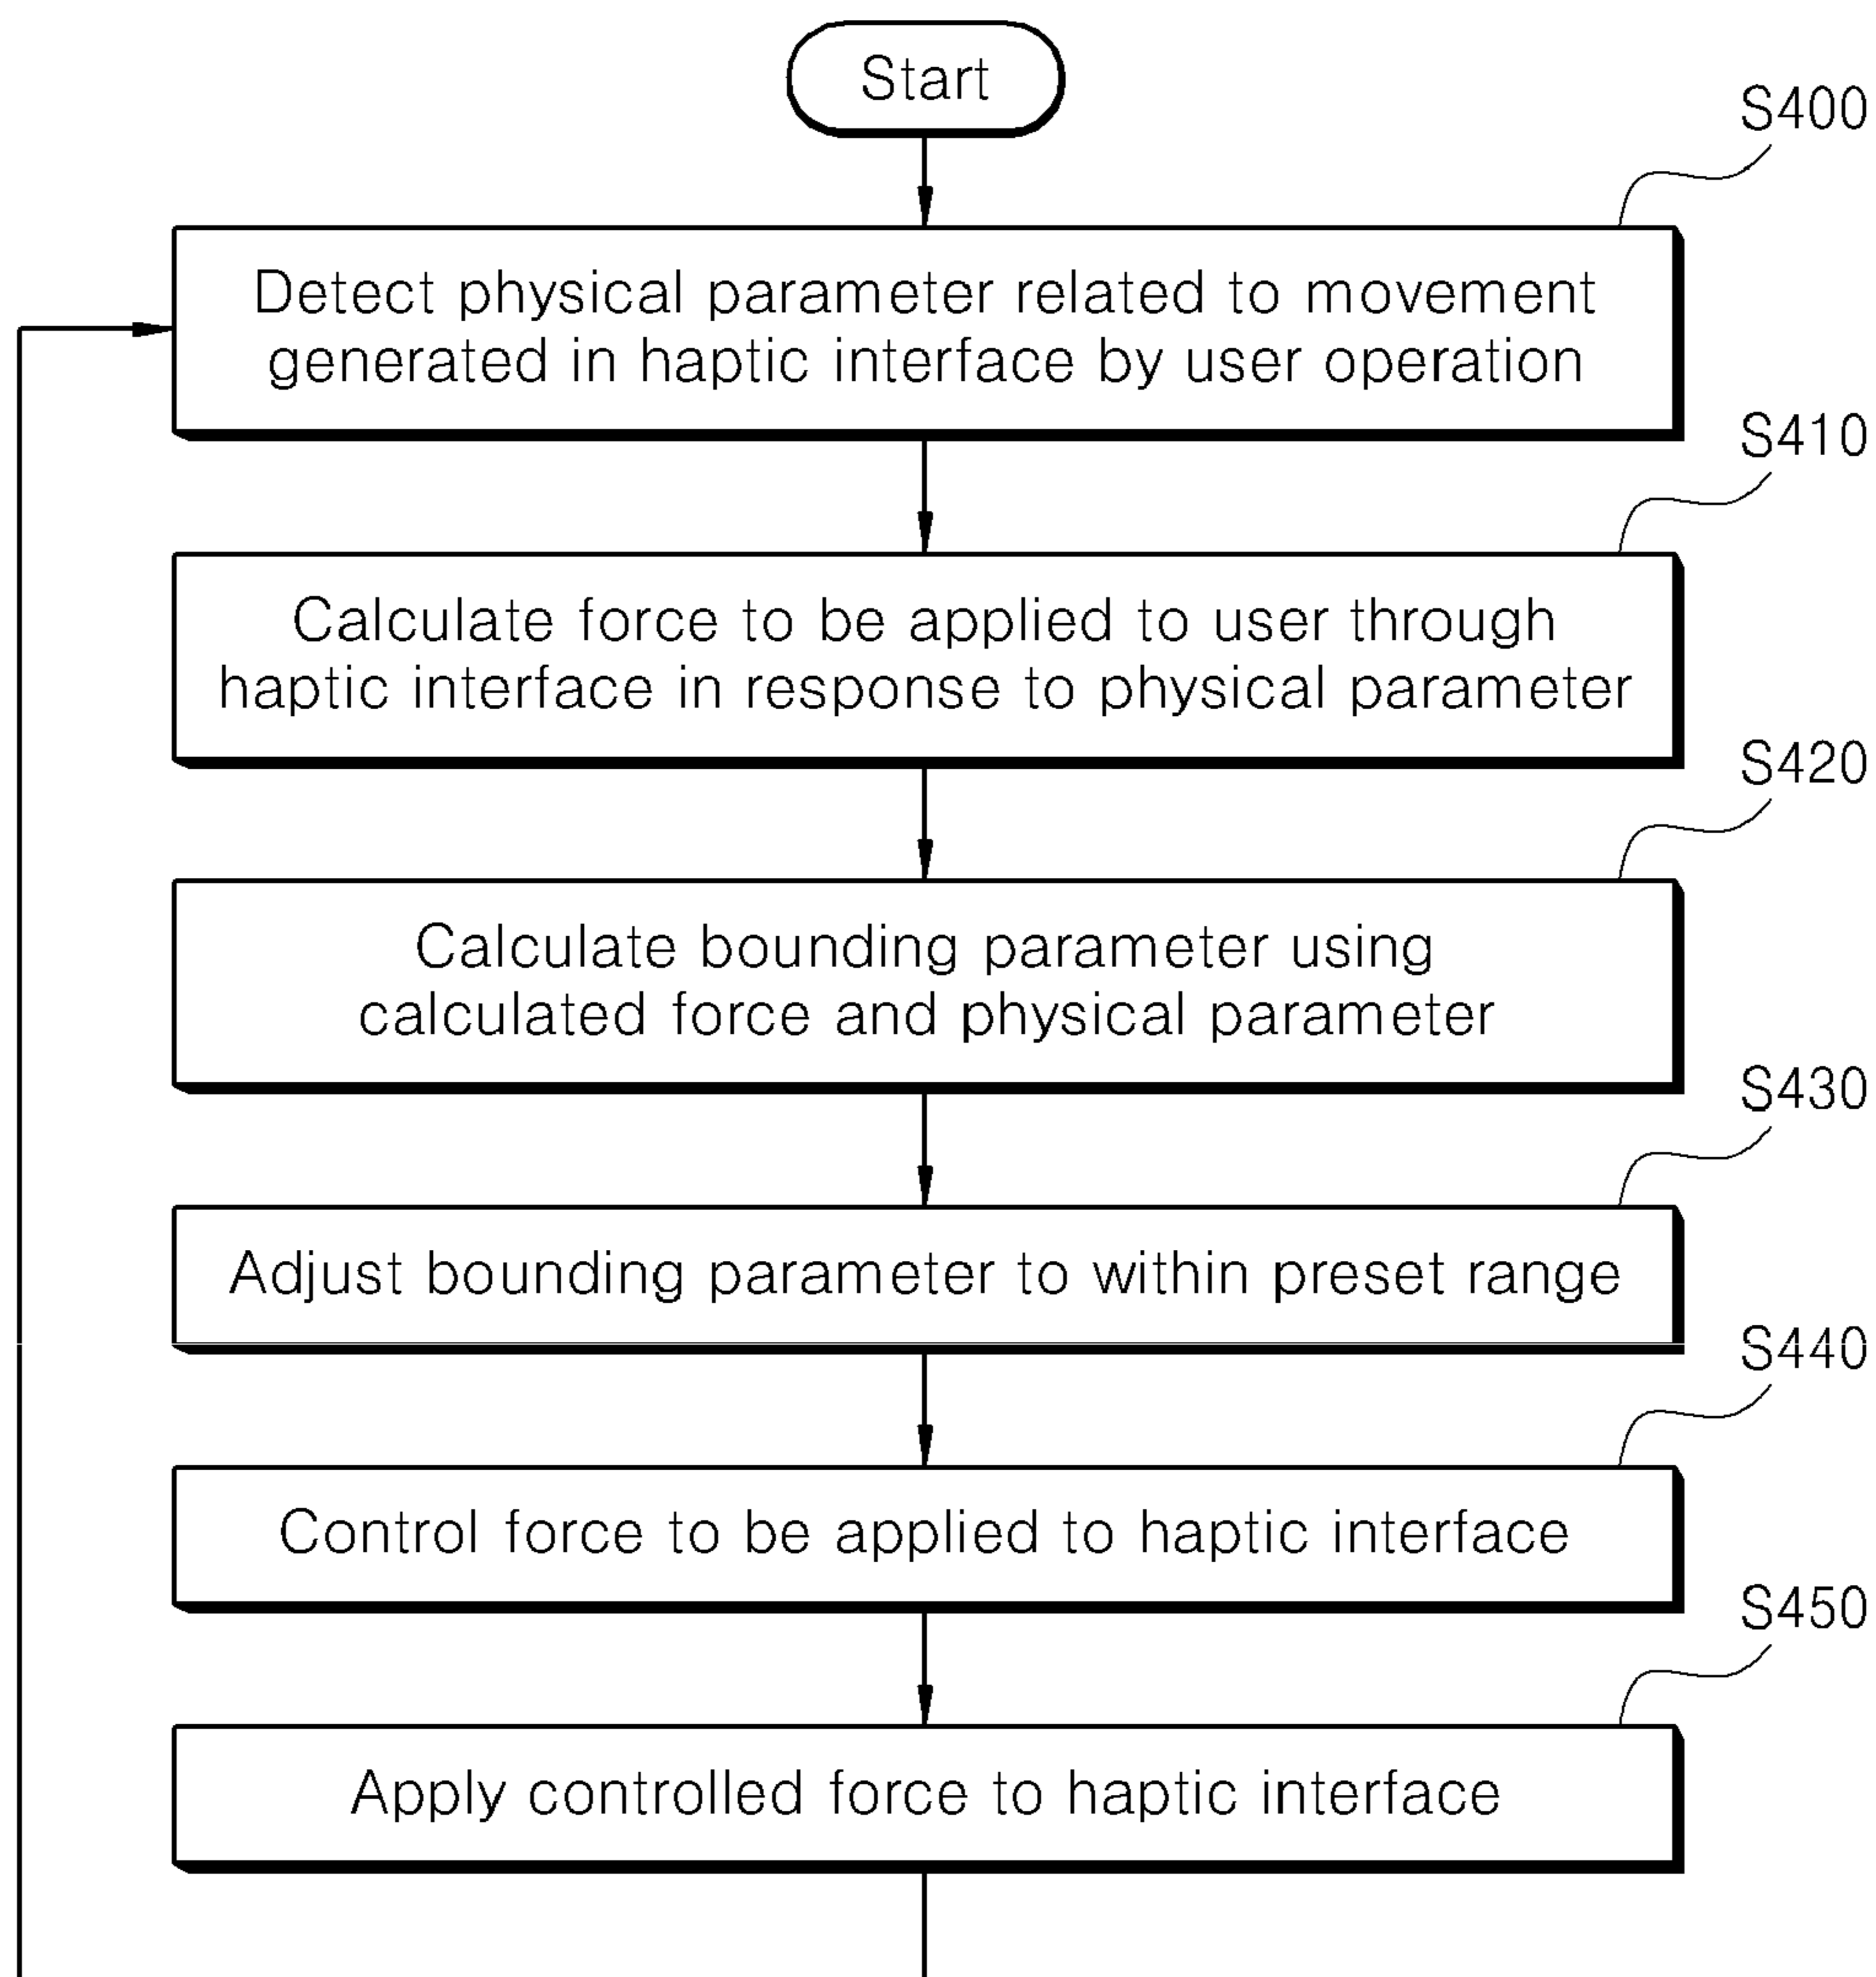 Start
S400
Detect physical parameter related to movement
generated in haptic interface by user operation
S410
Calculate force to be applied to user through
haptic interface in response to physical parameter
S420
Calculate bounding parameter using
calculated force and physical parameter
S430
Adjust bounding parameter to within preset range
S440
Control force to be applied to haptic interface
S450
Apply controlled force to haptic interface